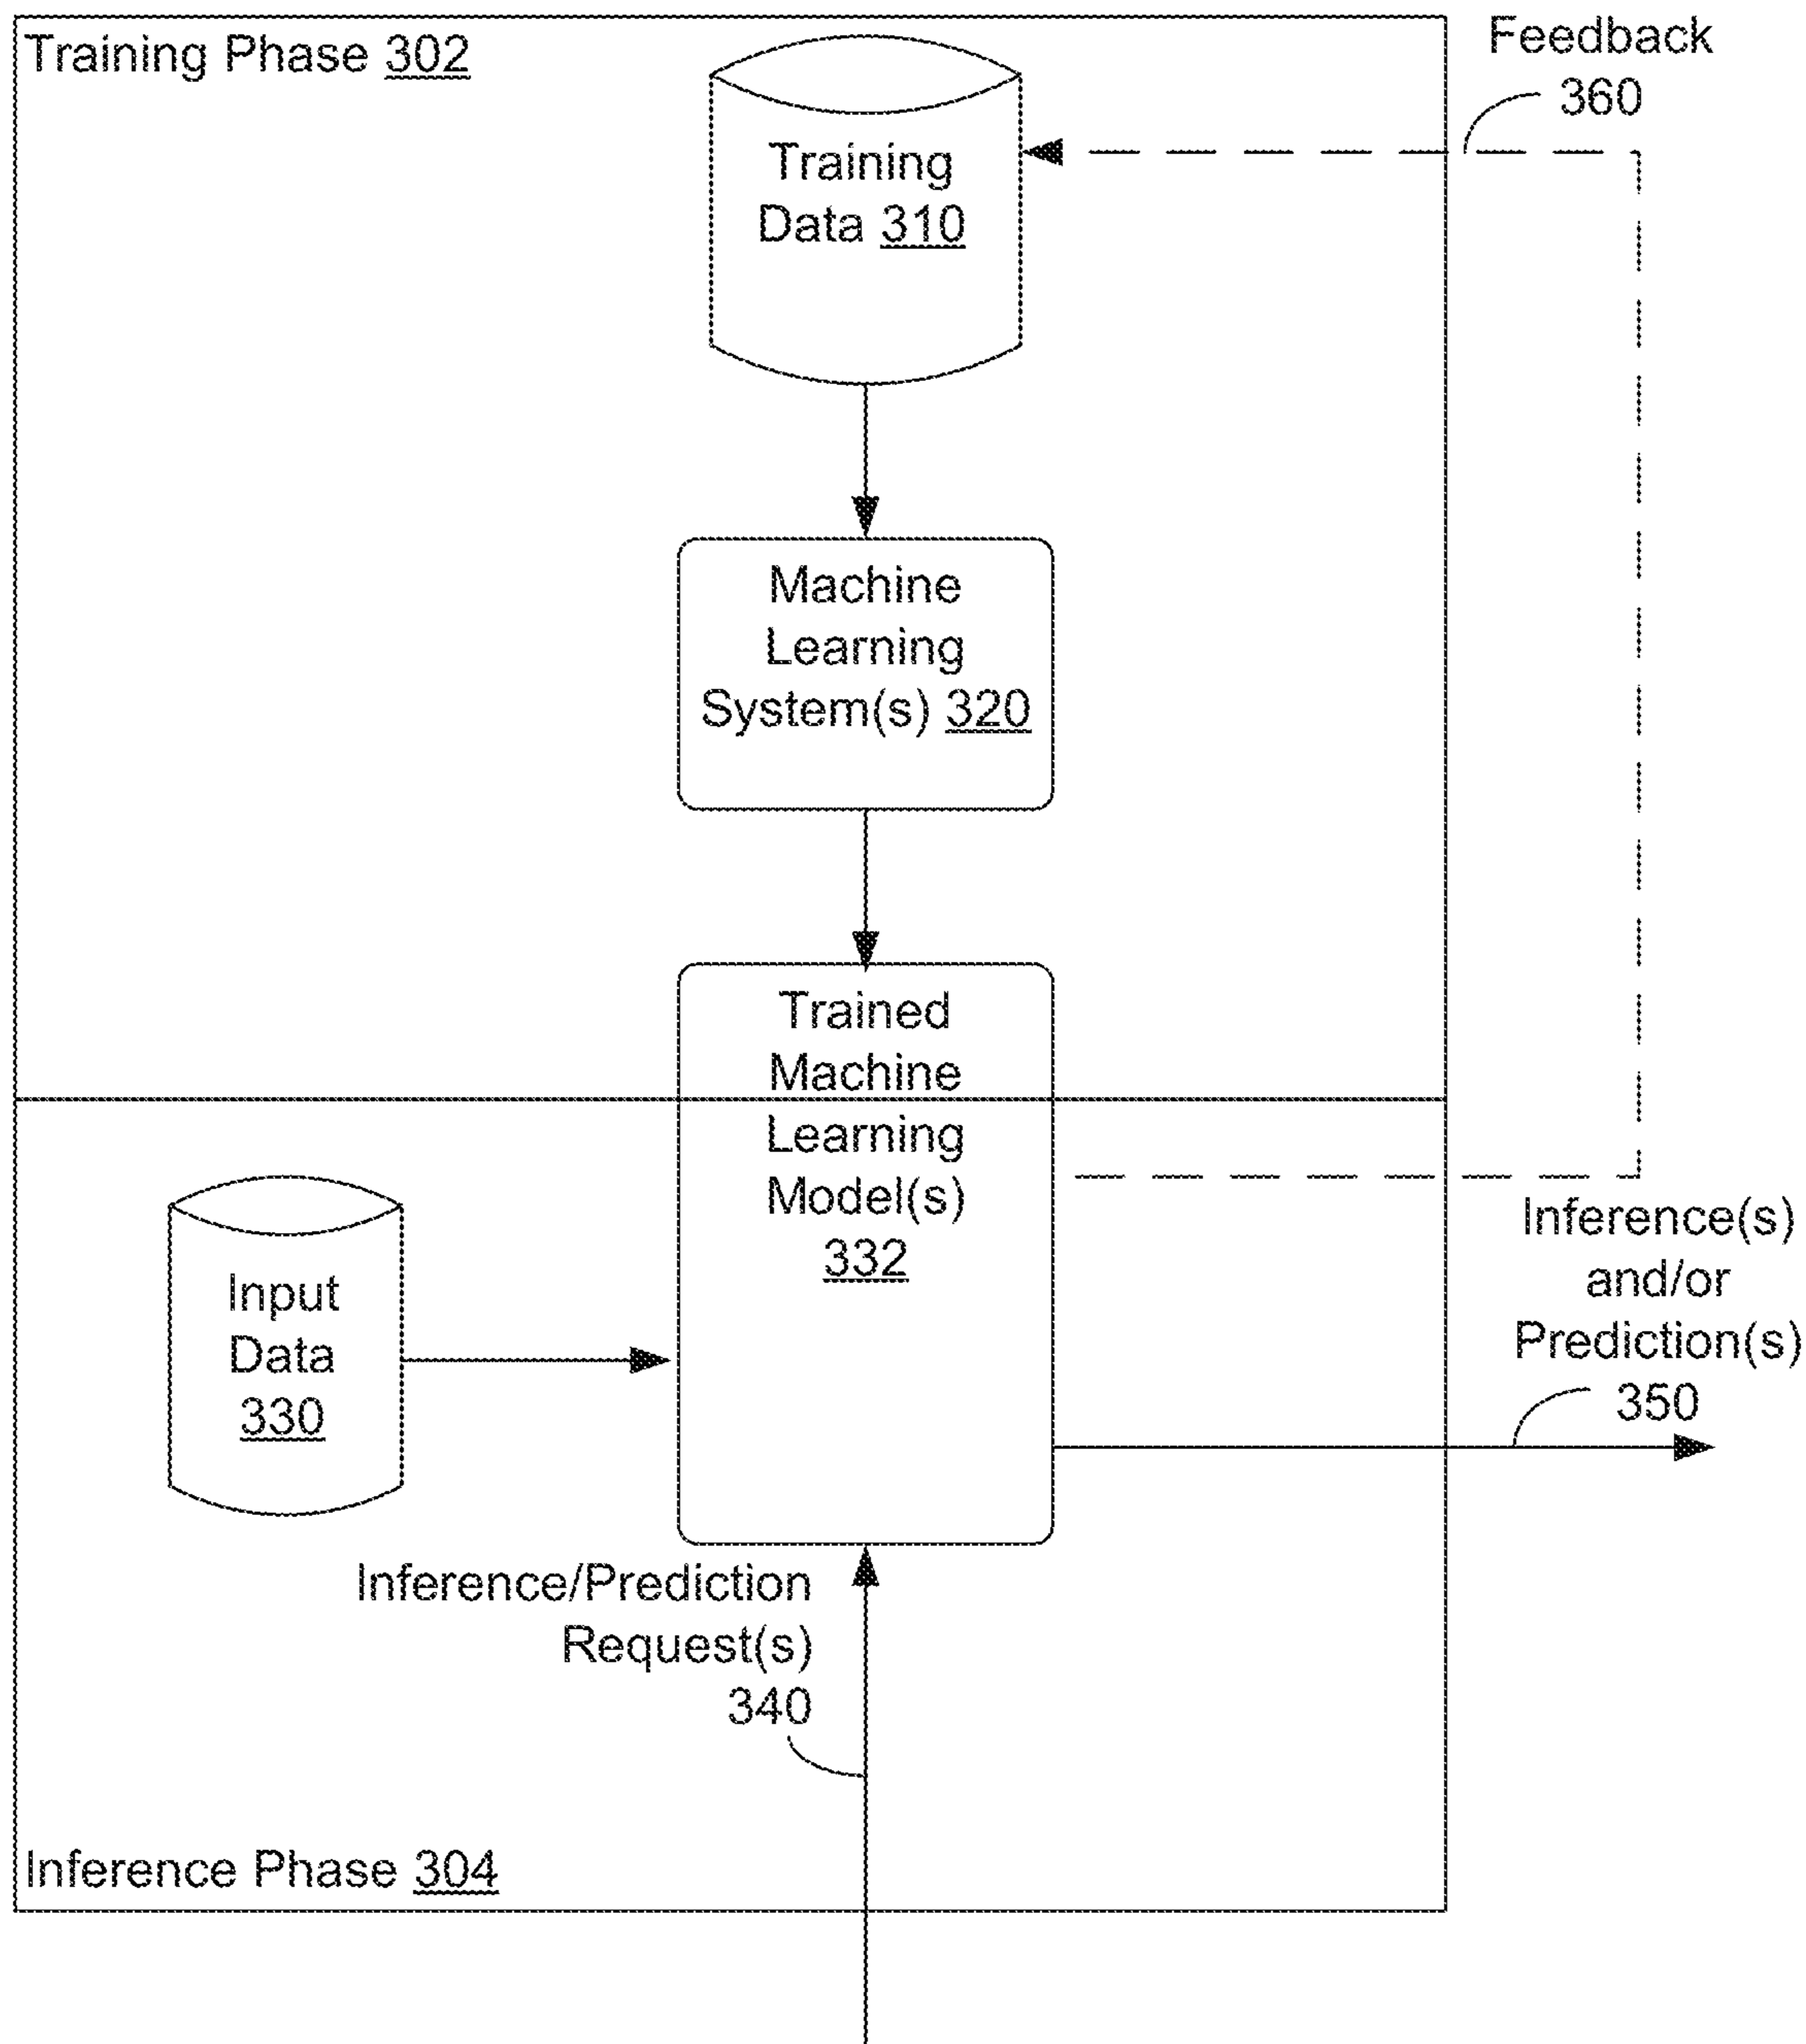 Training Phase 302
Feedback
360
Training
Data 310
Machine
Learning
System(s) 320
Trained
Machine
Learning
Model(s)
332
Input
Data
330
Inference(s)
and/or
Prediction(s)
350
Inference/Prediction
Request(s)
340
Inference Phase 304